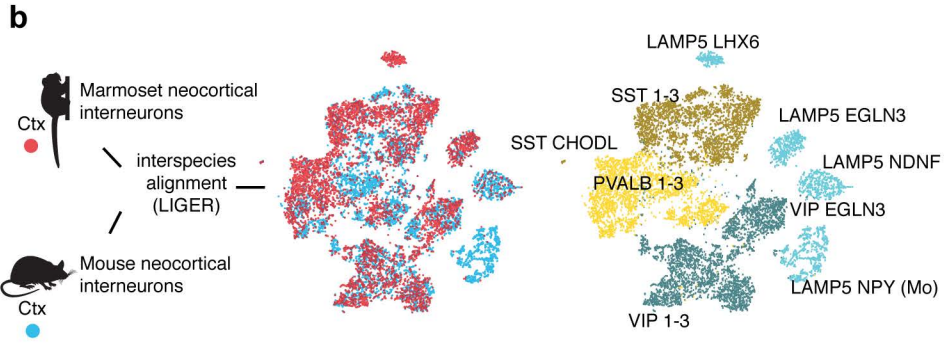 b
Marmoset neocortical
interneurons
Ctx
interspecies
alignment
(LIGER)
Mouse neocortical
interneurons
Ctx
LAMP5 LHX6
SST 1-3
LAMP5 EGLN3
SST CHODL
LAMP5 NDNF
PVALB 1-3
VIP EGLN3
LAMP5 NPY (Mo)
VIP 1-3